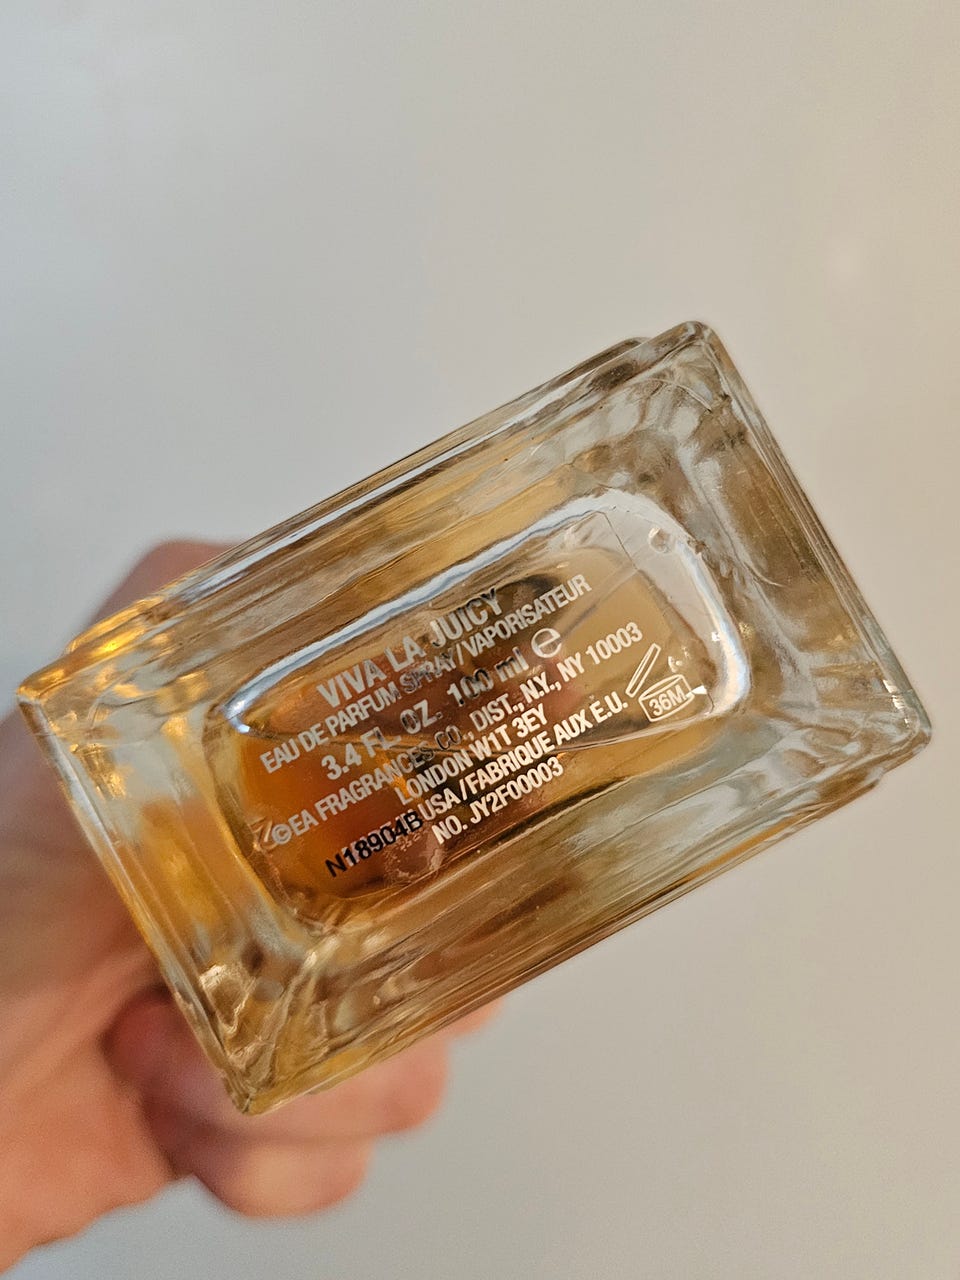 VIVA LA JUICY
EAU DE PARFUM SPRAY/VAPORISATEUR
3.4 FL. OZ. 100 ml ℮
©EA FRAGRANCES CO., DIST., N.Y., NY 10003
LONDON W1T 3EY
USA/FABRIQUE AUX É.U.
36M
NO. JY2F00003
N18904B